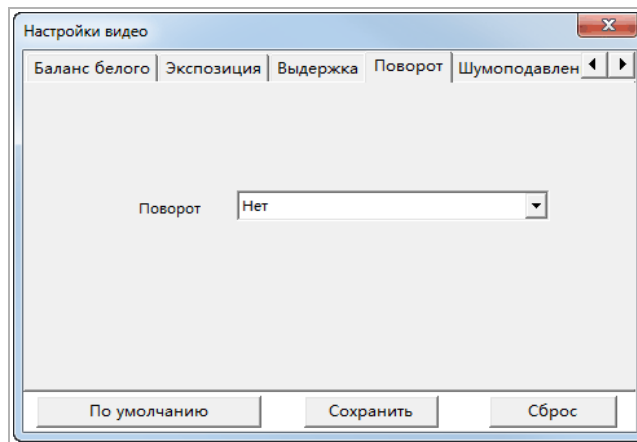 Настройки видео
Баланс белого Экспозиция Выдержка Поворот Шумоподавлен
Поворот Нет
По умолчанию Сохранить Сброс